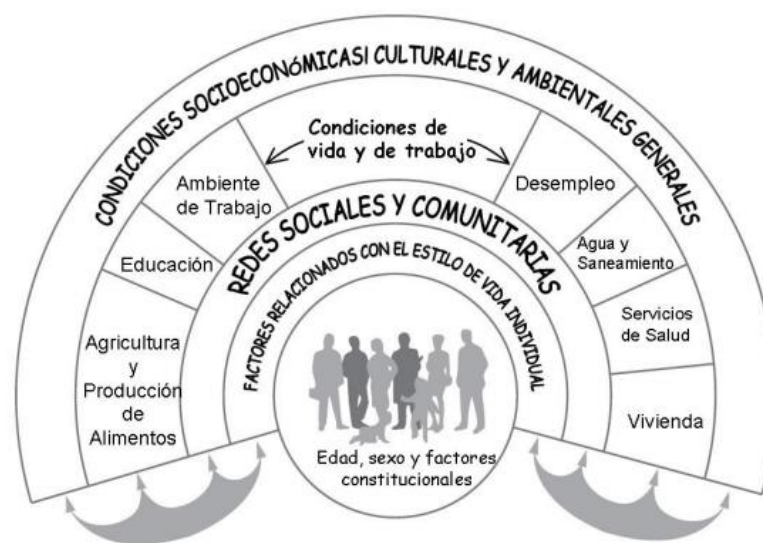 CONDICIONES SOCIOECONóMICAS| CULTURALES Y AMBIENTALES GENERALES
Condiciones de
vida y de trabajo
Ambiente
de Trabajo
Desempleo
REDES SOCIALES Y COMUNITARIAS
Educación
Agua y
Saneamiento
FACTORES RELACIONADOS CON EL ESTILO DE VIDA INDIVIDUAL
Agricultura
y
Producción
de
Alimentos
Servicios
de Salud
Vivienda
Edad, sexo y factores
constitucionales